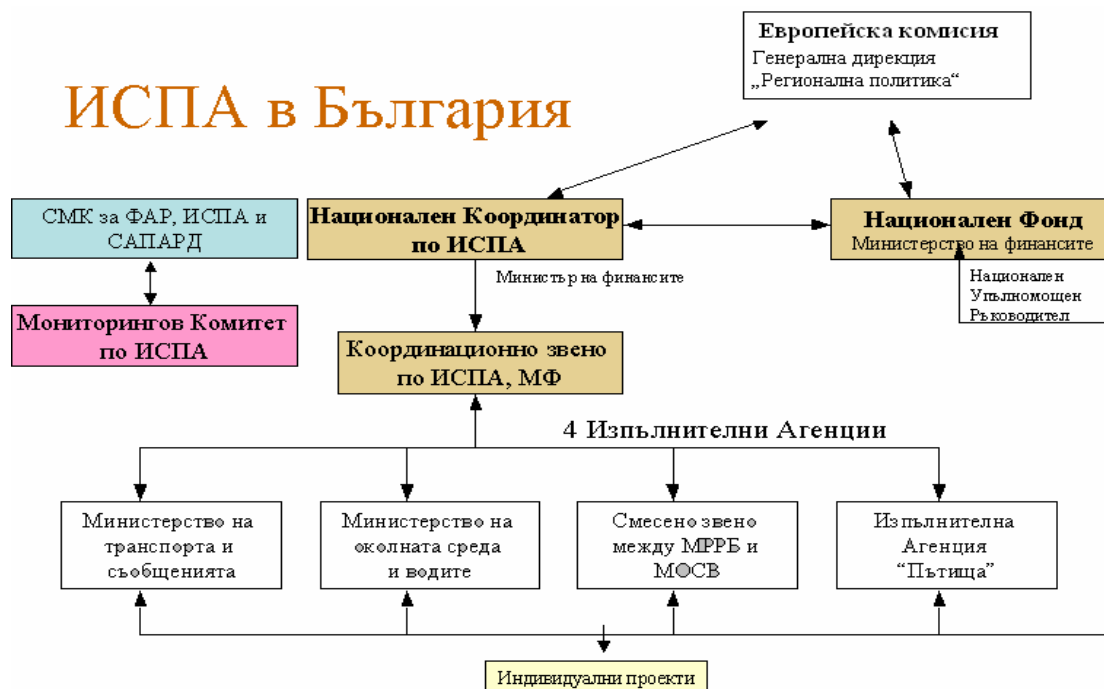 Европейска комисия
Генерална дирекция
„Регионална политика“
ИСПА в България
СМК за ФАР, ИСПА и
САПАРД
Национален Координатор
по ИСПА
Национален Фонд
Министерство на финансите
Министър на финансите
Национален
Упълномощен
Ръководител
Мониторингов Комитет
по ИСПА
Координационно звено
по ИСПА, МФ
4 Изпълнителни Агенции
Министерство на
транспорта и
съобщенията
Министерство на
околната среда
и водите
Смесено звено
между МРРБ и
МОСВ
Изпълнителна
Агенция
“Пътища”
Индивидуални проекти